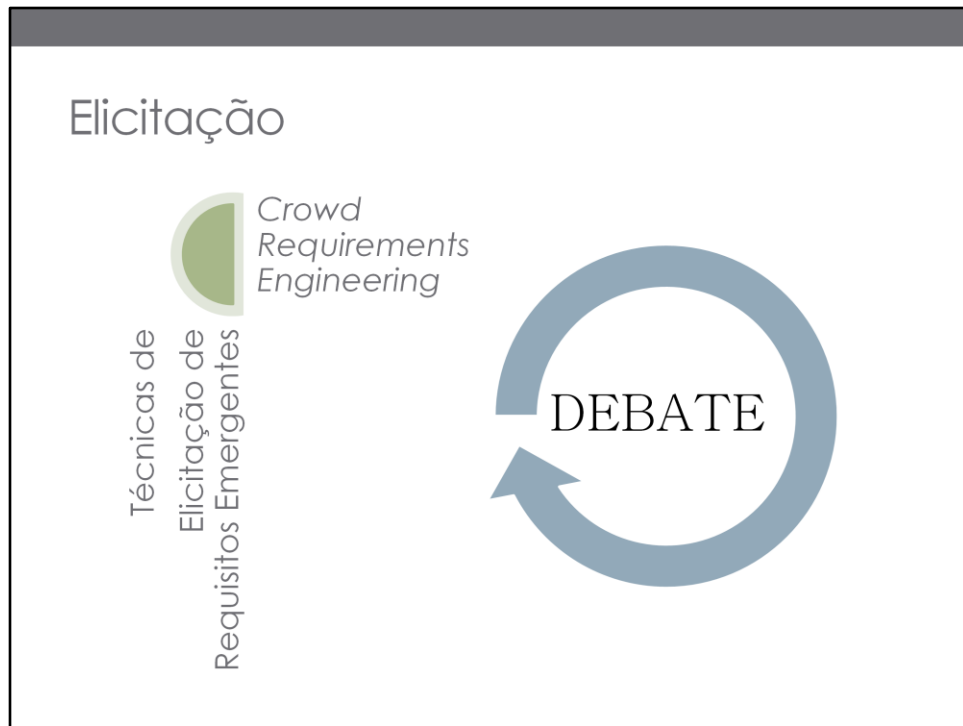 Elicitação
Crowd
Requirements
Engineering
Técnicas de
Elicitação de
Requisitos Emergentes
DEBATE